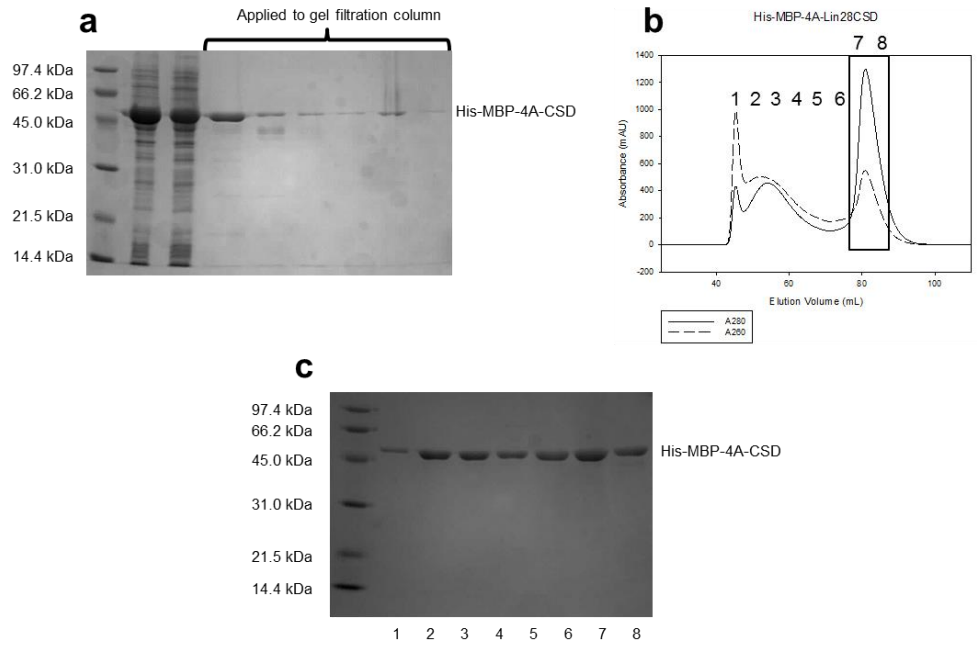 a
Applied to gel filtration column
97.4 kDa
66.2 kDa
45.0 kDa
31.0 kDa
21.5 kDa
14.4 kDa
His-MBP-4A-CSD
b
His-MBP-4A-Lin28CSD
7 8
1 2 3 4 5 6
Absorbance (mAU)
1400
1200
1000
800
600
400
200
0
-200
40 60 80 100
Elution Volume (mL)
A280
A260
c
97.4 kDa
66.2 kDa
45.0 kDa
31.0 kDa
21.5 kDa
14.4 kDa
His-MBP-4A-CSD
1 2 3 4 5 6 7 8